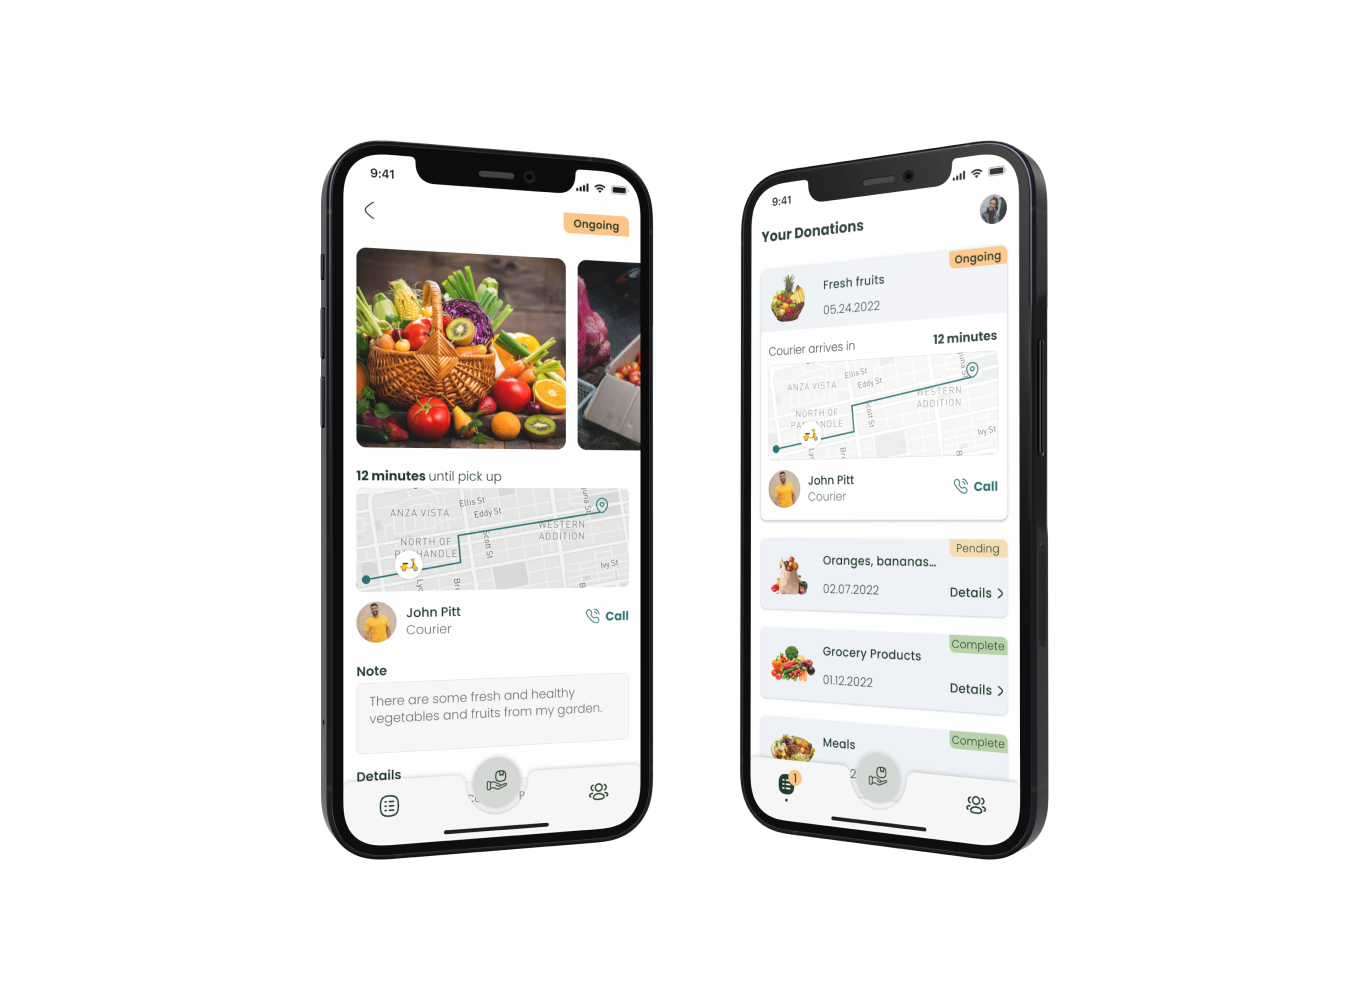 9:41
Ongoing
12 minutes until pick up
Ellis St
Eddy St
ANZA VISTA
WESTERN
ADDITION
NORTH OF
Scott St
Ivy St
John Pitt
Courier
Call
Note
There are some fresh and healthy
vegetables and fruits from my garden.
Details
9:41
Your Donations
Ongoing
Fresh fruits
05.24.2022
Courier arrives in 12 minutes
Ellis St
Eddy St
ANZA VISTA
WESTERN
ADDITION
NORTH OF
Scott St
Ivy St
John Pitt
Courier
Call
Pending
Oranges, bananas...
02.07.2022
Details
Complete
Grocery Products
01.12.2022
Details
Complete
Meals
1